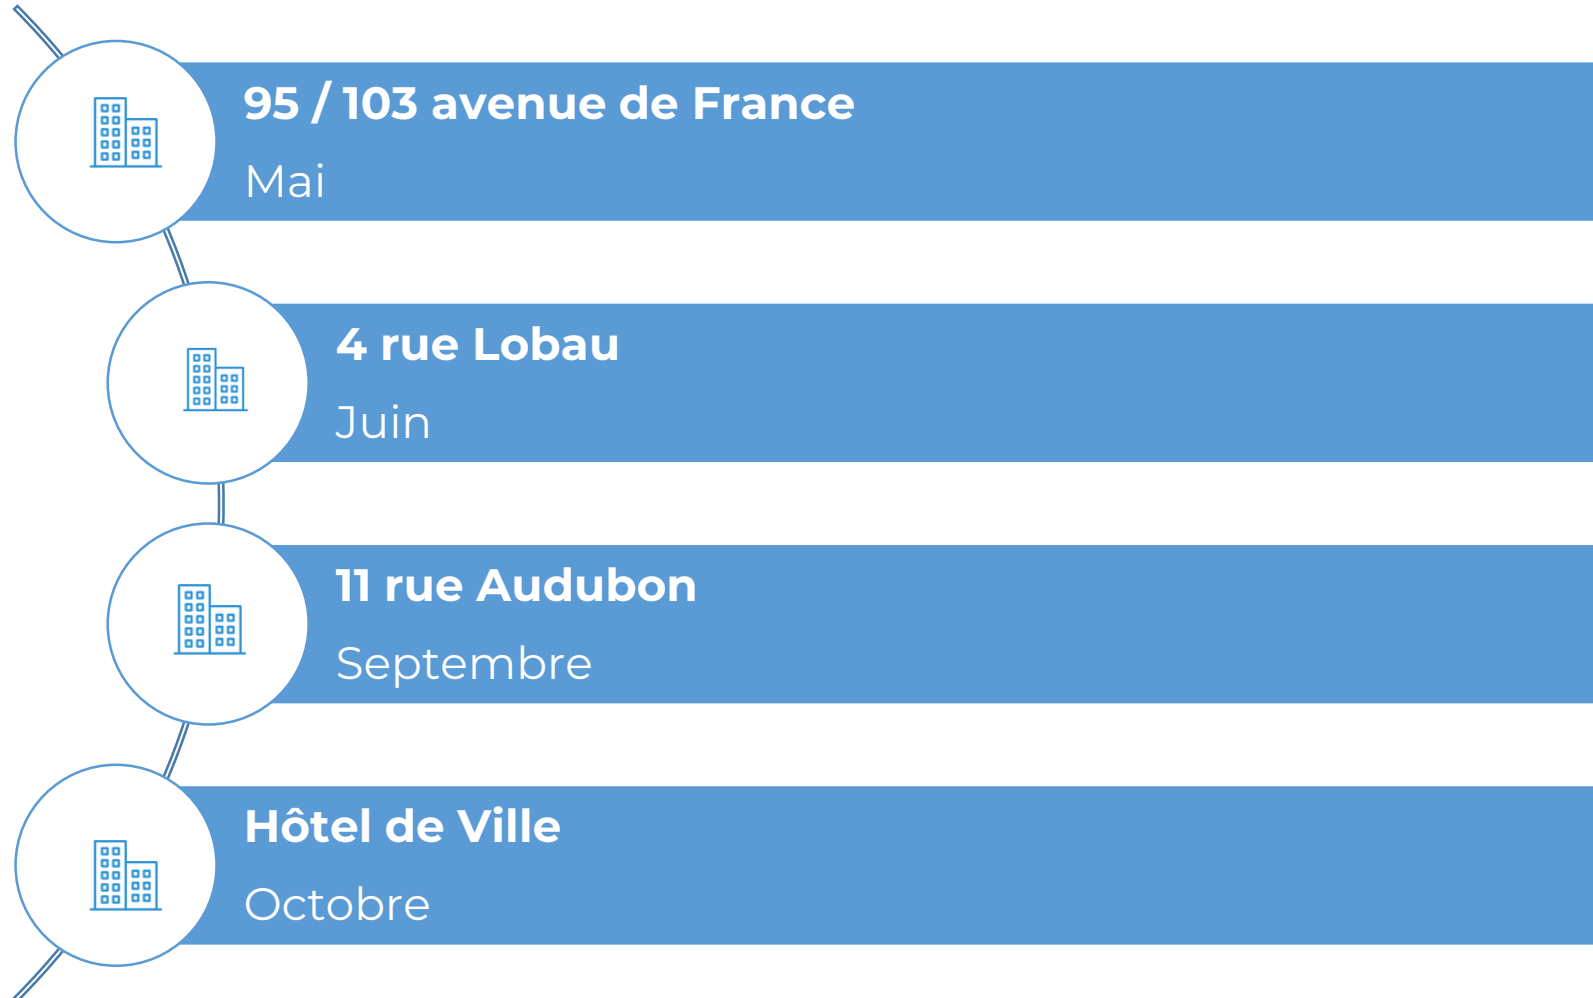 95 / 103 avenue de France
Mai
4 rue Lobau
Juin
11 rue Audubon
Septembre
Hôtel de Ville
Octobre